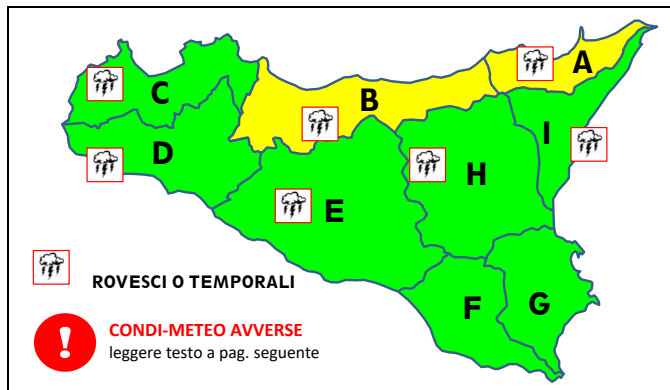 A
B
C
D
I
H
E
F
G
ROVESCI O TEMPORALI
! CONDI-METEO AVVERSE
leggere testo a pag. seguente